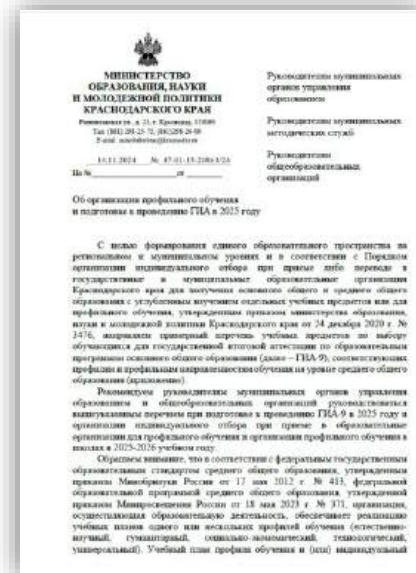 МИНИСТЕРСТВО
ОБРАЗОВАНИЯ, НАУКИ
И МОЛОДЕЖНОЙ ПОЛИТИКИ
КРАСНОДАРСКОГО КРАЯ
Руководителям муниципальных
органов управления
образованием
Руководителям муниципальных
методических служб
Руководителям
общеобразовательных
организаций
На № от
Об организации профильного обучения
и подготовке к проведению ГИА в 2025 году
С целью формирования единого образовательного пространства на
региональном и муниципальном уровнях и в соответствии с Порядком
организации индивидуального отбора при приеме либо переводе в
государственные и муниципальные образовательные организации
Краснодарского края для получения основного общего и среднего общего
образования с углубленным изучением отдельных учебных предметов или для
профильного обучения, утвержденным приказом министерства образования,
науки и молодежной политики Краснодарского края от 24 декабря 2020 г. №
3476, направляем примерный перечень учебных предметов по выбору
обучающихся для государственной итоговой аттестации по образовательным
программам основного общего образования (далее – ГИА-9), соответствующих
профилям и профильным направленностям обучения на уровне среднего общего
образования (приложение).
Рекомендуем руководителям муниципальных органов управления
образованием и общеобразовательных организаций руководствоваться
вышеуказанным перечнем при подготовке к проведению ГИА-9 в 2025 году и
организации индивидуального отбора при приеме в образовательные
организации для профильного обучения и организации профильного обучения в
школах в 2025-2026 учебном году.
Обращаем внимание, что в соответствии с федеральным государственным
образовательным стандартом среднего общего образования, утвержденным
приказом Минобрнауки России от 17 мая 2012 г. № 413, федеральной
образовательной программой среднего общего образования, утвержденной
приказом Минпросвещения России от 18 мая 2023 г. № 371, организация,
осуществляющая образовательную деятельность, обеспечивает реализацию
учебных планов одного или нескольких профилей обучения (естественно-
научный, гуманитарный, социально-экономический, технологический,
универсальный). Учебный план профиля обучения и (или) индивидуальный